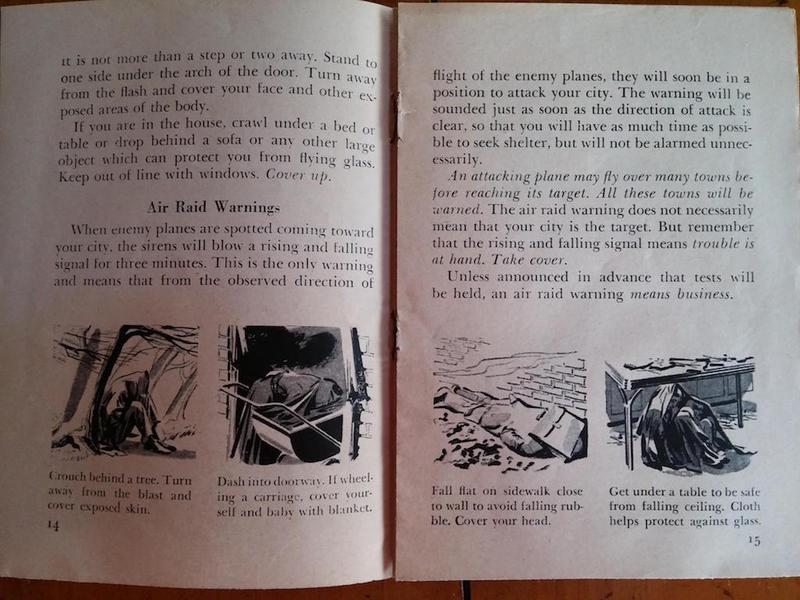 it is not more than a step or two away. Stand to
one side under the arch of the door. Turn away
from the flash and cover your face and other ex-
posed areas of the body.
If you are in the house, crawl under a bed or
table or drop behind a sofa or any other large
object which can protect you from flying glass.
Keep out of line with windows. Cover up.
Air Raid Warnings
When enemy planes are spotted coming toward
your city, the sirens will blow a rising and falling
signal for three minutes. This is the only warning
and means that from the observed direction of
Crouch behind a tree. Turn
away from the blast and
cover exposed skin.
Dash into doorway. If wheel-
ing a carriage, cover your-
self and baby with blanket.
14
flight of the enemy planes, they will soon be in a
position to attack your city. The warning will be
sounded just as soon as the direction of attack is
clear, so that you will have as much time as possi-
ble to seek shelter, but will not be alarmed unnec-
essarily.
An attacking plane may fly over many towns be-
fore reaching its target. All these towns will be
warned. The air raid warning does not necessarily
mean that your city is the target. But remember
that the rising and falling signal means trouble is
at hand. Take cover.
Unless announced in advance that tests will
be held, an air raid warning means business.
Fall flat on sidewalk close
to wall to avoid falling rub-
ble. Cover your head.
Get under a table to be safe
from falling ceiling. Cloth
helps protect against glass.
15